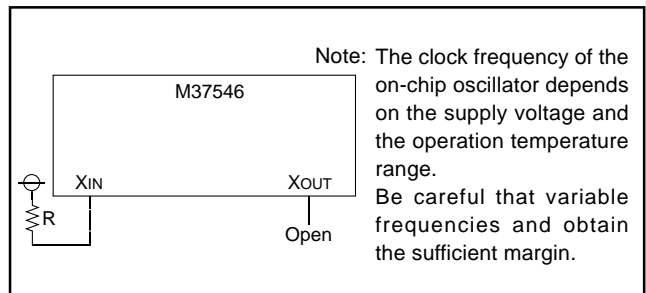 Note: The clock frequency of the
on-chip oscillator depends
on the supply voltage and
the operation temperature
range.
Be careful that variable
frequencies and obtain
the sufficient margin.
M37546
XIN
XOUT
R
Open